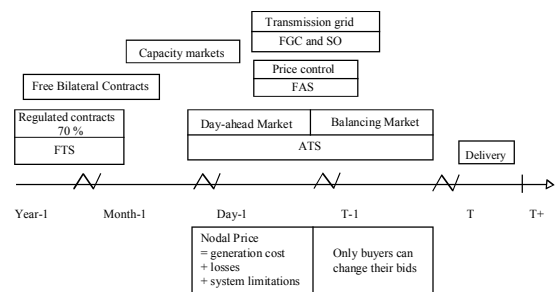 Transmission grid
FGC and SO
Capacity markets
Price control
FAS
Free Bilateral Contracts
Regulated contracts
70 %
FTS
Day-ahead Market
Balancing Market
ATS
Delivery
Year-1
Month-1
Day-1
T-1
T
T+
Nodal Price
= generation cost
+ losses
+ system limitations
Only buyers can
change their bids